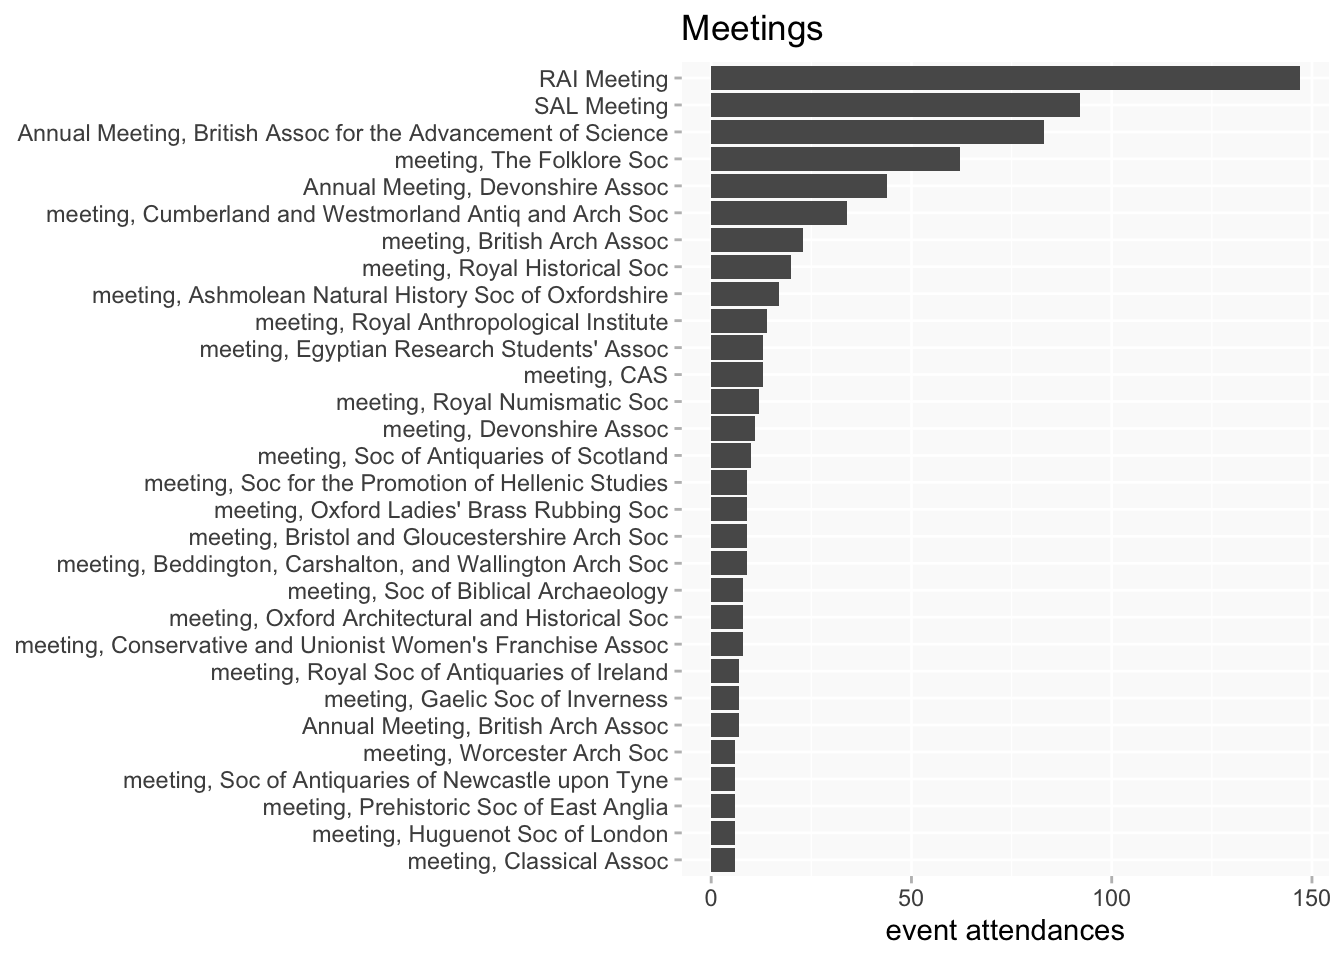 Meetings
RAI Meeting
SAL Meeting
Annual Meeting, British Assoc for the Advancement of Science
meeting, The Folklore Soc
Annual Meeting, Devonshire Assoc
meeting, Cumberland and Westmorland Antiq and Arch Soc
meeting, British Arch Assoc
meeting, Royal Historical Soc
meeting, Ashmolean Natural History Soc of Oxfordshire
meeting, Royal Anthropological Institute
meeting, Egyptian Research Students' Assoc
meeting, CAS
meeting, Royal Numismatic Soc
meeting, Devonshire Assoc
meeting, Soc of Antiquaries of Scotland
meeting, Soc for the Promotion of Hellenic Studies
meeting, Oxford Ladies' Brass Rubbing Soc
meeting, Bristol and Gloucestershire Arch Soc
meeting, Beddington, Carshalton, and Wallington Arch Soc
meeting, Soc of Biblical Archaeology
meeting, Oxford Architectural and Historical Soc
meeting, Conservative and Unionist Women's Franchise Assoc
meeting, Royal Soc of Antiquaries of Ireland
meeting, Gaelic Soc of Inverness
Annual Meeting, British Arch Assoc
meeting, Worcester Arch Soc
meeting, Soc of Antiquaries of Newcastle upon Tyne
meeting, Prehistoric Soc of East Anglia
meeting, Huguenot Soc of London
meeting, Classical Assoc
0 50 100 150
event attendances